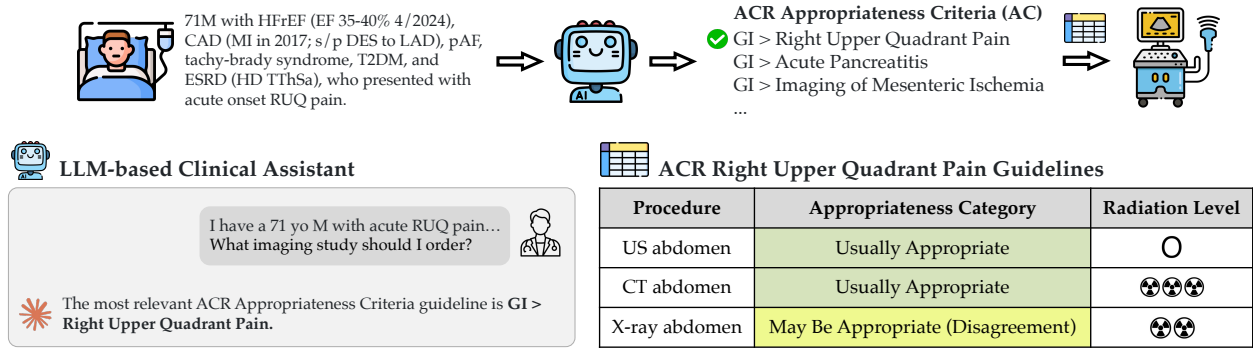 71M with HFrEF (EF 35-40% 4/2024),
CAD (MI in 2017; s/p DES to LAD), pAF,
tachy-brady syndrome, T2DM, and
ESRD (HD TThSa), who presented with
acute onset RUQ pain.
AI
ACR Appropriateness Criteria (AC)
GI > Right Upper Quadrant Pain
GI > Acute Pancreatitis
GI > Imaging of Mesenteric Ischemia
...
LLM-based Clinical Assistant
I have a 71 yo M with acute RUQ pain…
What imaging study should I order?
The most relevant ACR Appropriateness Criteria guideline is GI >
Right Upper Quadrant Pain.
ACR Right Upper Quadrant Pain Guidelines
Procedure Appropriateness Category Radiation Level
US abdomen Usually Appropriate O
CT abdomen Usually Appropriate ☢☢☢
X-ray abdomen May Be Appropriate (Disagreement) ☢☢